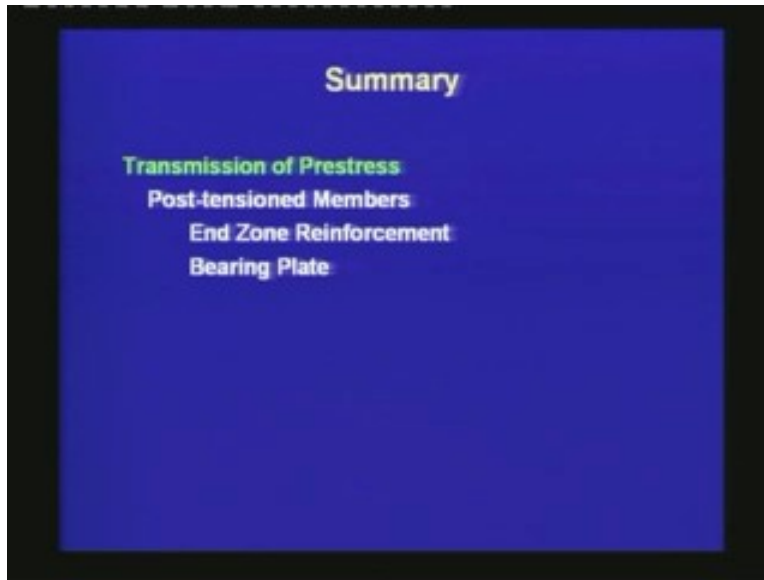 Summary
Transmission of Prestress
Post-tensioned Members
End Zone Reinforcement
Bearing Plate